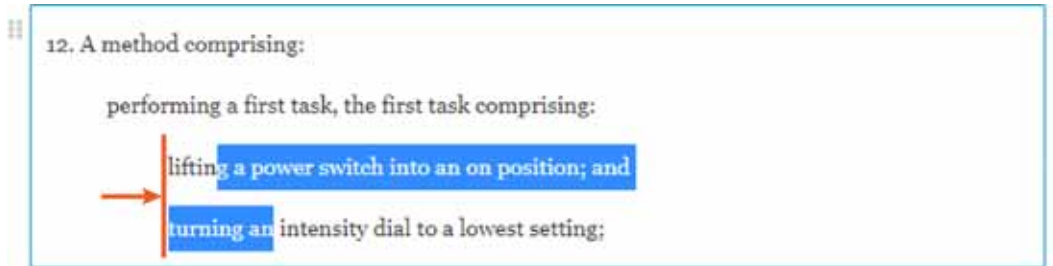 12. A method comprising:
performing a first task, the first task comprising:
lifting a power switch into an on position; and
turning an intensity dial to a lowest setting;